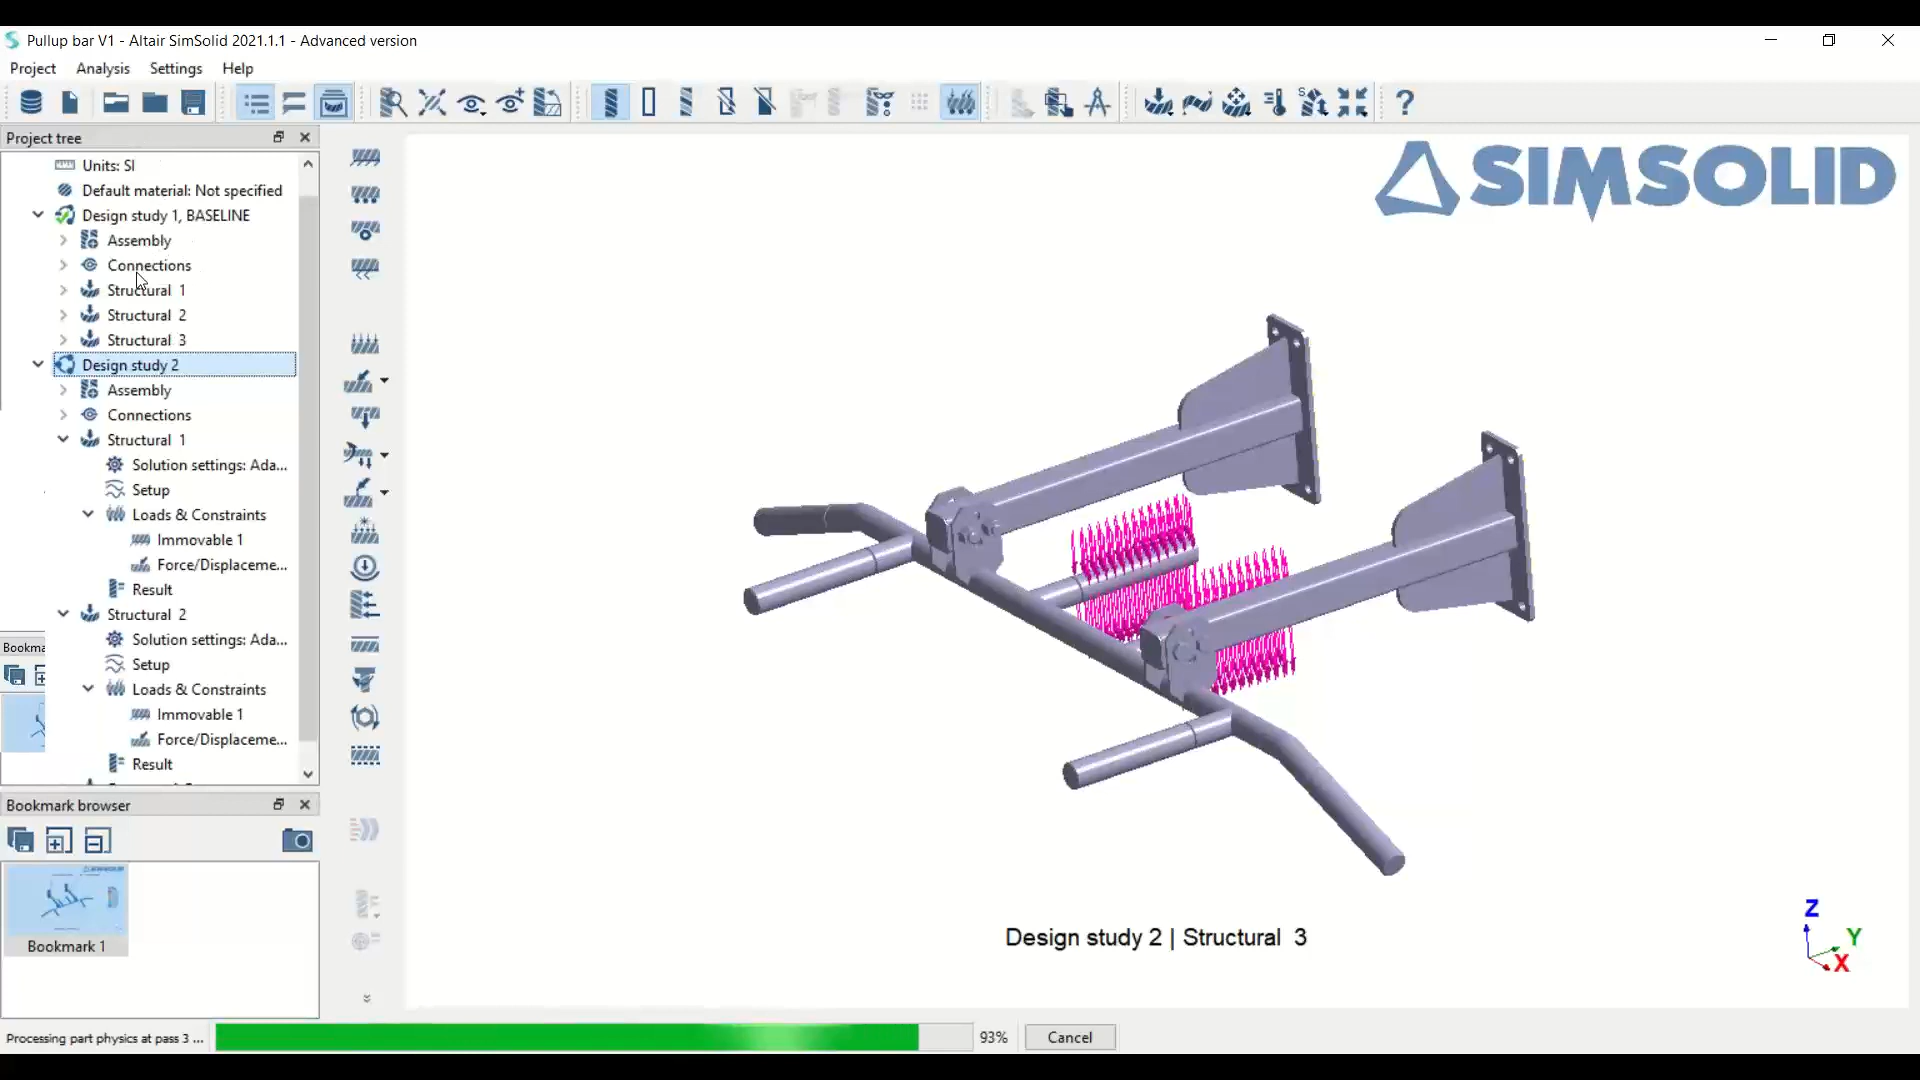 Pullup bar V1 - Altair SimSolid 2021.1.1 - Advanced version
Project Analysis Settings Help
Project tree
Units: SI
Default material: Not specified
Design study 1, BASELINE
Assembly
Connections
Structural 1
Structural 2
Structural 3
Design study 2
Assembly
Connections
Structural 1
Solution settings: Ada...
Setup
Loads & Constraints
Immovable 1
Force/Displaceme...
Result
Structural 2
Solution settings: Ada...
Setup
Loads & Constraints
Immovable 1
Force/Displaceme...
Result
Bookma
Bookmark browser
Bookmark 1
SIMSOLID
Design study 2 | Structural 3
Z
Y
X
Processing part physics at pass 3 ...
93%
Cancel